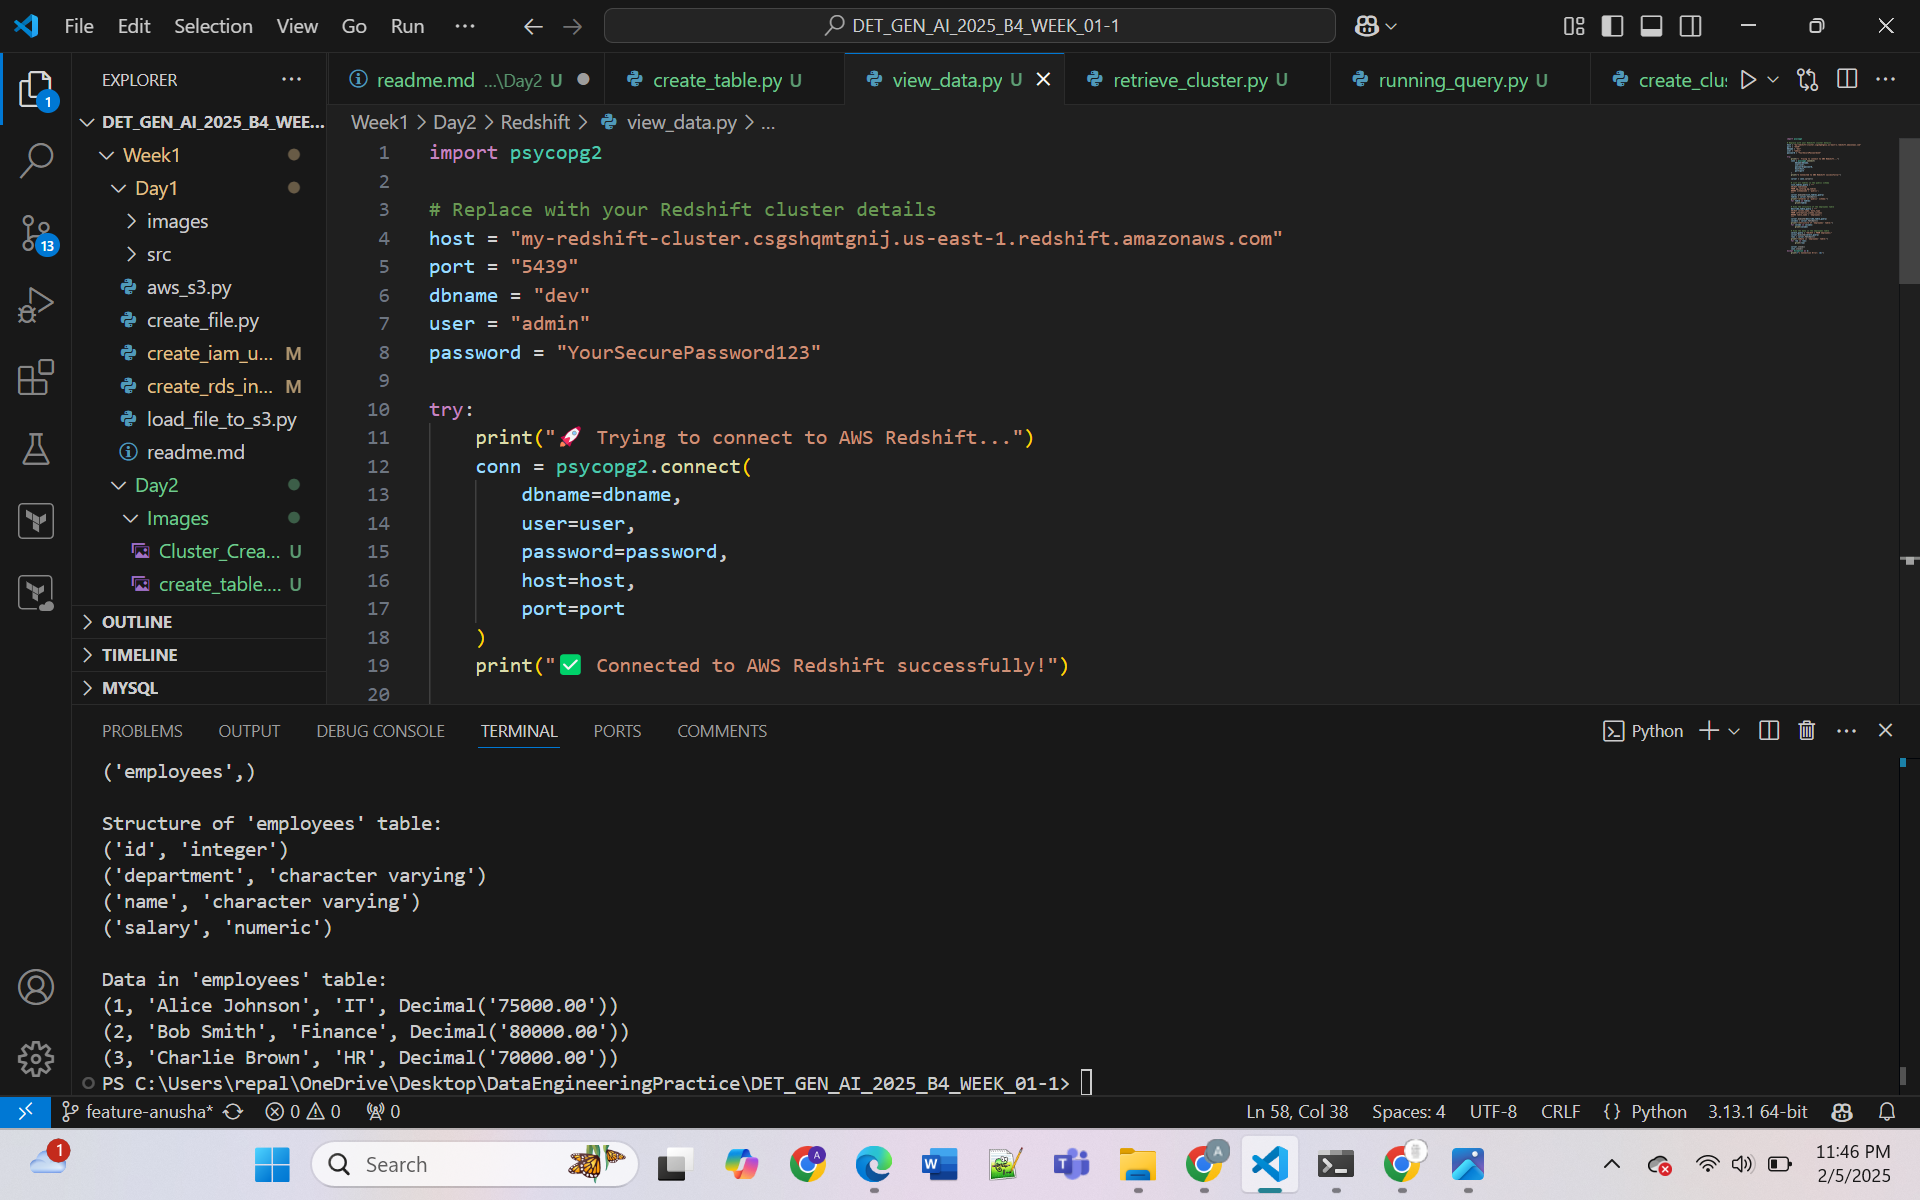 File Edit Selection View Go Run ··· DET_GEN_AI_2025_B4_WEEK_01-1
EXPLORER ···
readme.md ...\Day2 U
create_table.py U
view_data.py U
retrieve_cluster.py U
running_query.py U
create_clus
DET_GEN_AI_2025_B4_WEE...
Week1
Day1
images
src
aws_s3.py
create_file.py
create_iam_u... M
create_rds_in... M
load_file_to_s3.py
readme.md
Day2
Images
Cluster_Crea... U
create_table.... U
OUTLINE
TIMELINE
MYSQL
1
13
Week1 > Day2 > Redshift > view_data.py > ...
1 import psycopg2
2
3 # Replace with your Redshift cluster details
4 host = "my-redshift-cluster.csgshqmtgnij.us-east-1.redshift.amazonaws.com"
5 port = "5439"
6 dbname = "dev"
7 user = "admin"
8 password = "YourSecurePassword123"
9
10 try:
11 print("🚀 Trying to connect to AWS Redshift...")
12 conn = psycopg2.connect(
13 dbname=dbname,
14 user=user,
15 password=password,
16 host=host,
17 port=port
18 )
19 print("✅ Connected to AWS Redshift successfully!")
20
PROBLEMS OUTPUT DEBUG CONSOLE TERMINAL PORTS COMMENTS Python
('employees',)
Structure of 'employees' table:
('id', 'integer')
('department', 'character varying')
('name', 'character varying')
('salary', 'numeric')
Data in 'employees' table:
(1, 'Alice Johnson', 'IT', Decimal('75000.00'))
(2, 'Bob Smith', 'Finance', Decimal('80000.00'))
(3, 'Charlie Brown', 'HR', Decimal('70000.00'))
PS C:\Users\repal\OneDrive\Desktop\DataEngineeringPractice\DET_GEN_AI_2025_B4_WEEK_01-1>
feature-anusha* 0 0 0 Ln 58, Col 38 Spaces: 4 UTF-8 CRLF {} Python 3.13.1 64-bit
1 Search 11:46 PM
2/5/2025